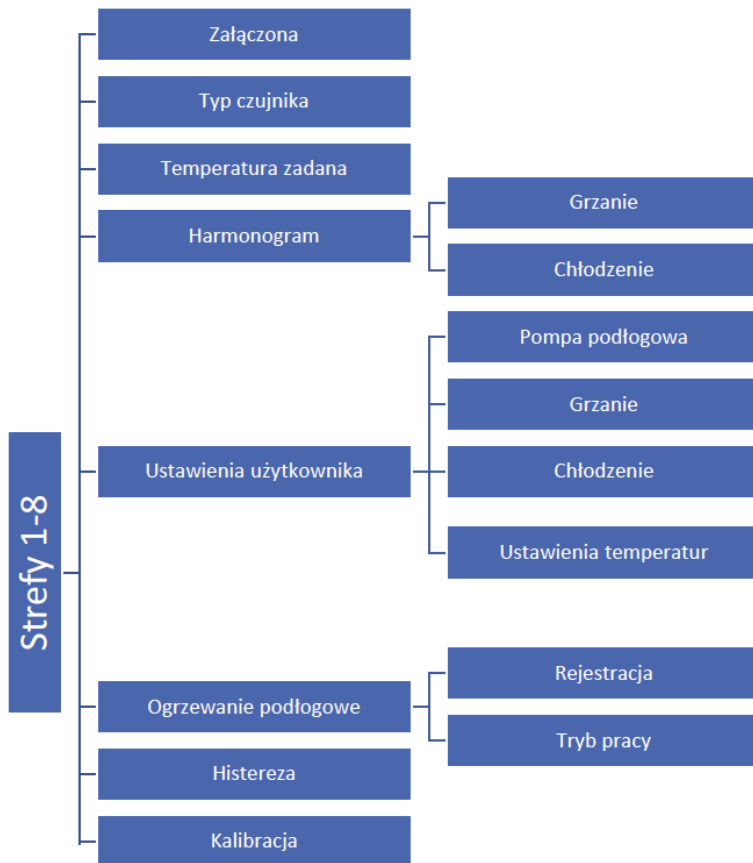 Strefy 1-8
Załączona
Typ czujnika
Temperatura zadana
Harmonogram
Grzanie
Chłodzenie
Ustawienia użytkownika
Pompa podłogowa
Grzanie
Chłodzenie
Ustawienia temperatur
Ogrzewanie podłogowe
Rejestracja
Tryb pracy
Histereza
Kalibracja